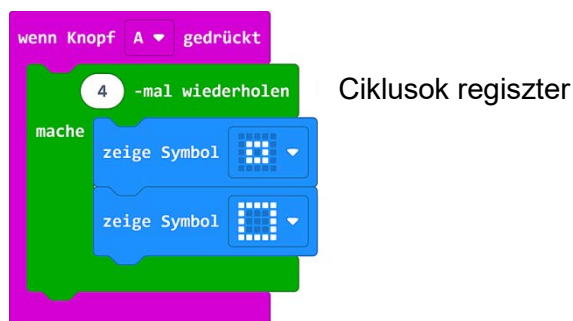 wenn Knopf A gedrückt
4 -mal wiederholen
Ciklusok regiszter
mache
zeige Symbol
zeige Symbol